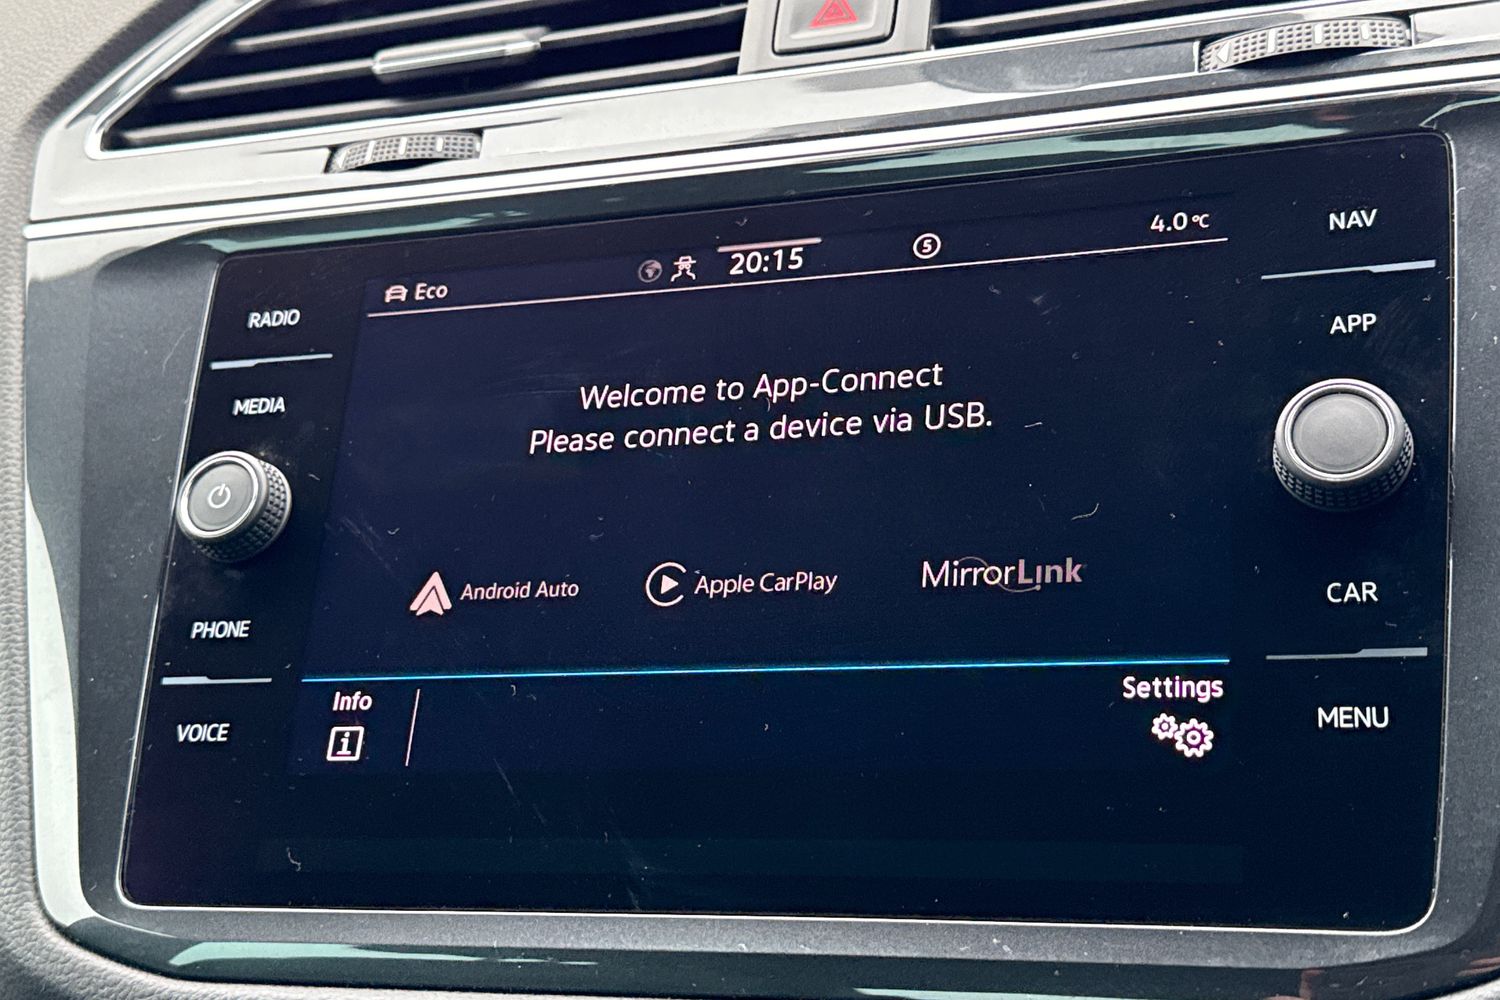 Eco
20:15
5
4.0°C
NAV
RADIO
APP
MEDIA
Welcome to App-Connect
Please connect a device via USB.
Android Auto
Apple CarPlay
MirrorLink
CAR
PHONE
Info
i
Settings
VOICE
MENU